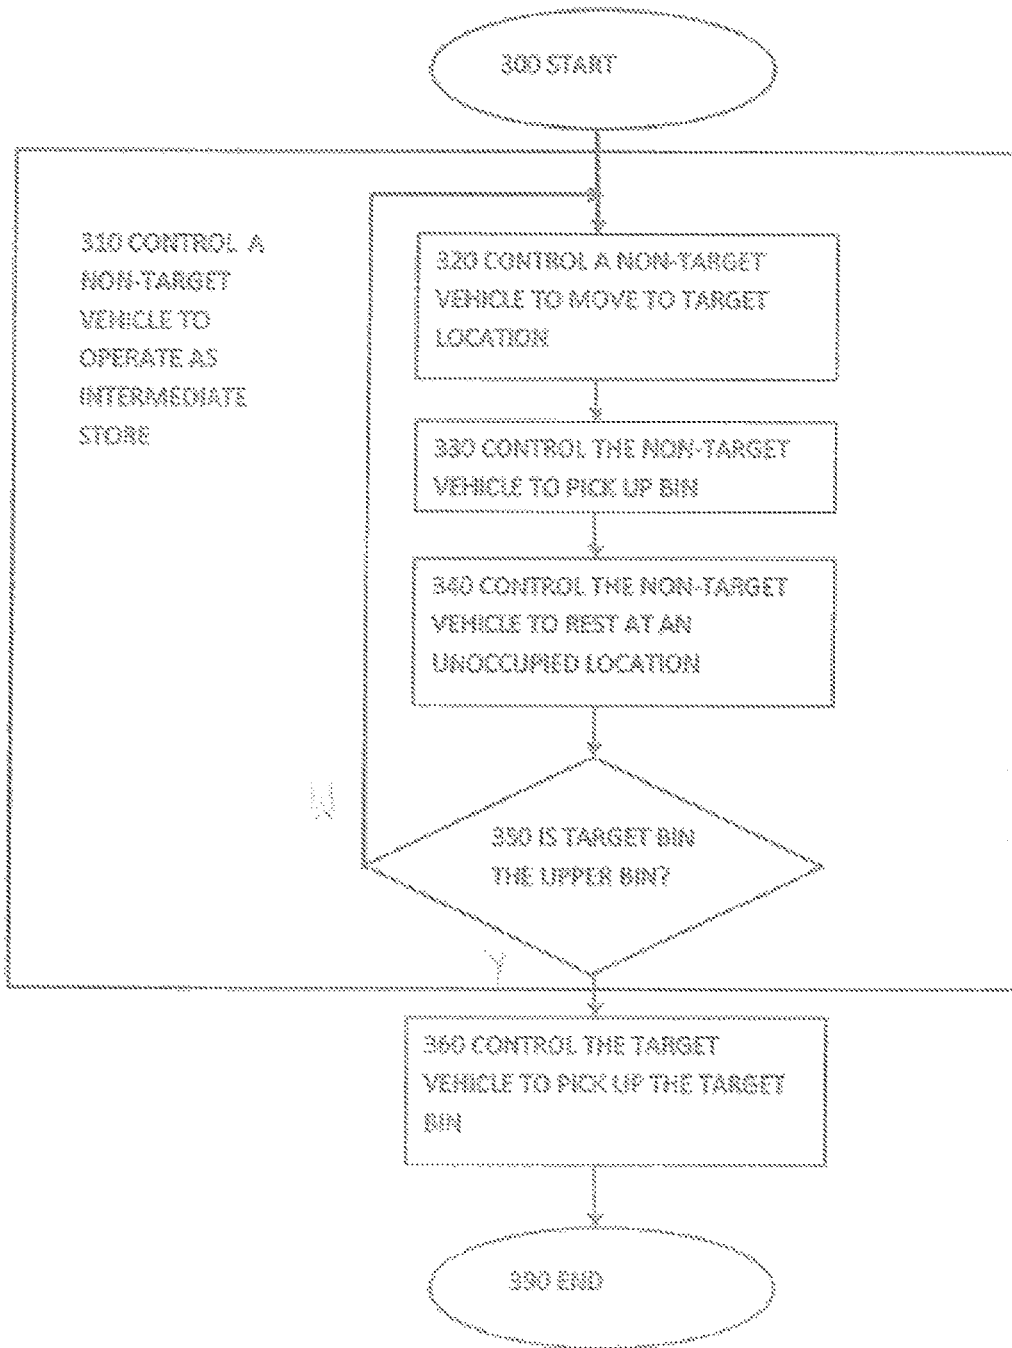 300 START
310 CONTROL A
NON-TARGET
VEHICLE TO
OPERATE AS
INTERMEDIATE
STORE
320 CONTROL A NON-TARGET
VEHICLE TO MOVE TO TARGET
LOCATION
330 CONTROL THE NON-TARGET
VEHICLE TO PICK UP BIN
340 CONTROL THE NON-TARGET
VEHICLE TO REST AT AN
UNOCCUPIED LOCATION
350 IS TARGET BIN
THE UPPER BIN?
Y
360 CONTROL THE TARGET
VEHICLE TO PICK UP THE TARGET
BIN
390 END